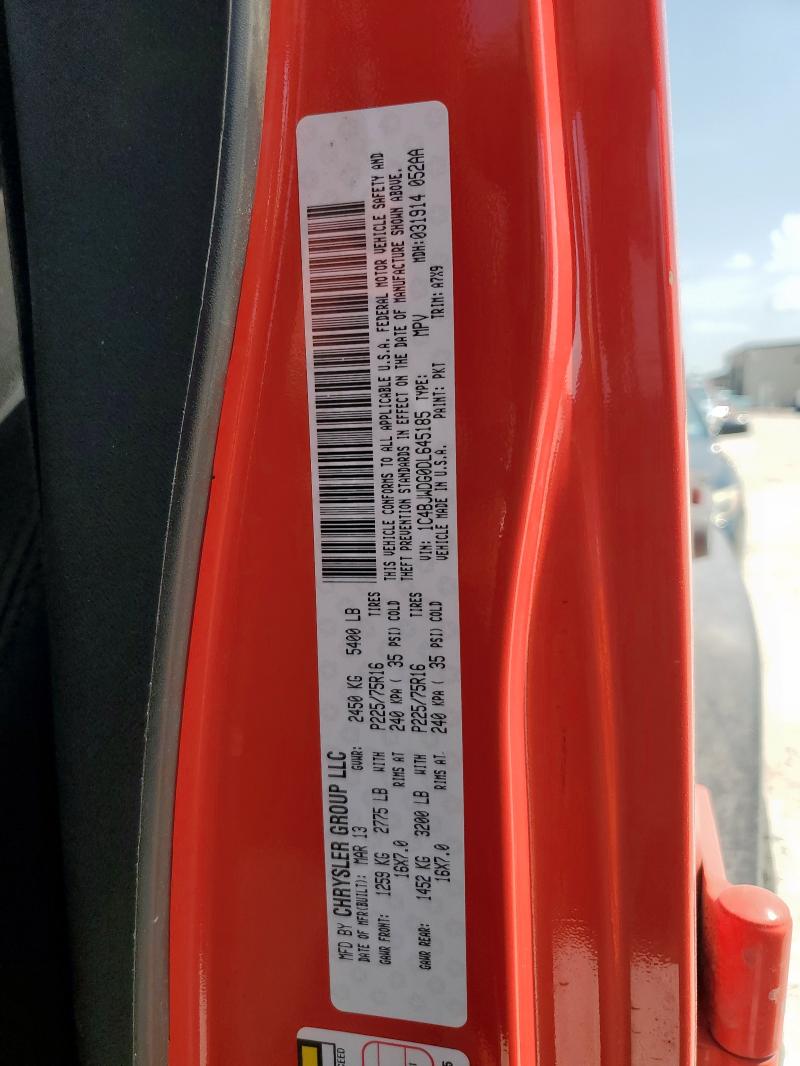 MFD BY CHRYSLER GROUP LLC
DATE OF MFR(BUILT): MAR 13 GVWR: 2450 KG 5400 LB
GAWR FRONT: 1259 KG 2775 LB WITH P225/75R16 TIRES
16X7.0 RIMS AT 240 KPA ( 35 PSI) COLD
GAWR REAR: 1452 KG 3200 LB WITH P225/75R16 TIRES
16X7.0 RIMS AT 240 KPA ( 35 PSI) COLD
THIS VEHICLE CONFORMS TO ALL APPLICABLE U.S.A. FEDERAL MOTOR VEHICLE SAFETY AND
THEFT PREVENTION STANDARDS IN EFFECT ON THE DATE OF MANUFACTURE SHOWN ABOVE.
VIN: 1C4BJWDG0DL645185 TYPE: MPV MDH:031914 052AA
VEHICLE MADE IN U.S.A. PAINT: PKT TRIM: A7X9